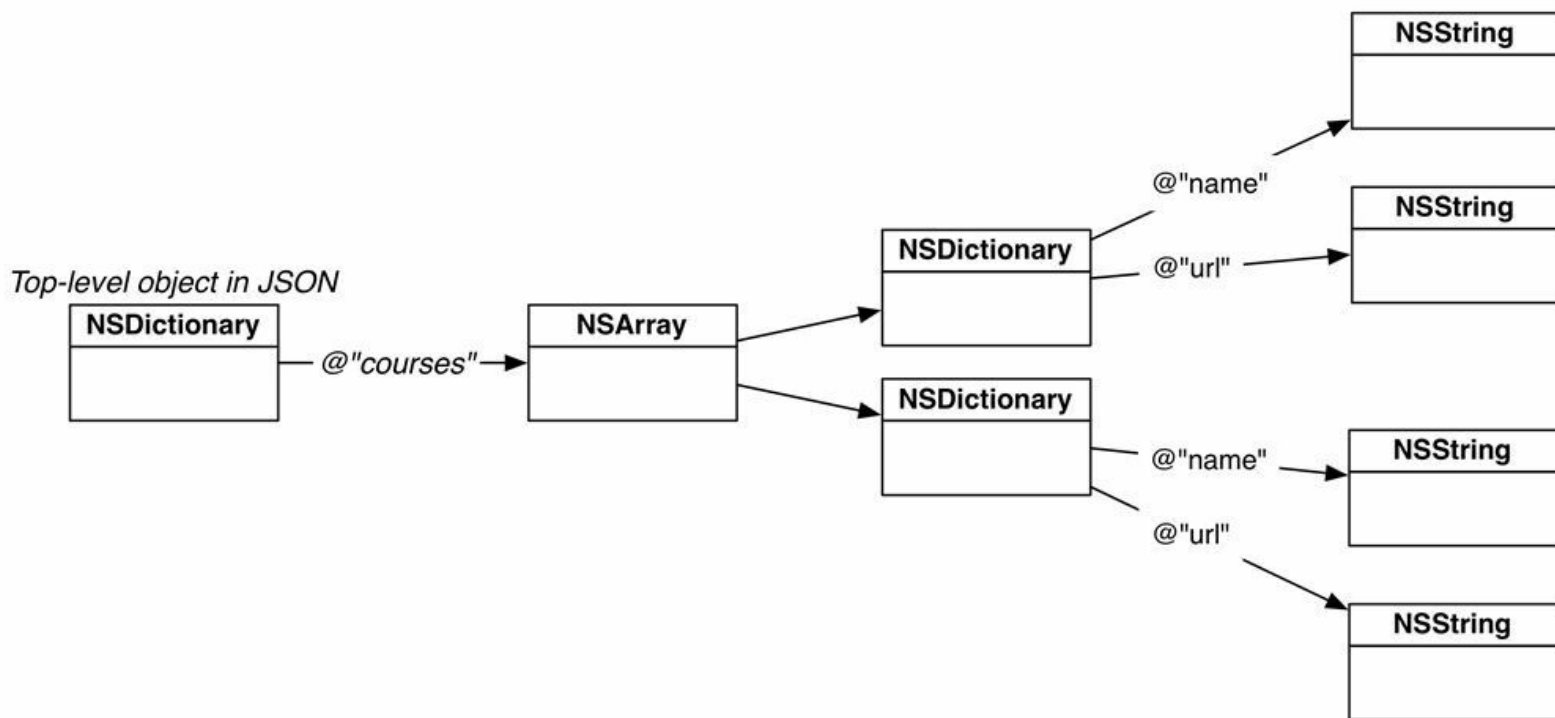 NSString
@"name"
NSString
NSDictionary
@"url"
Top-level object in JSON
NSDictionary
NSArray
@"courses"
NSDictionary
@"name"
NSString
@"url"
NSString